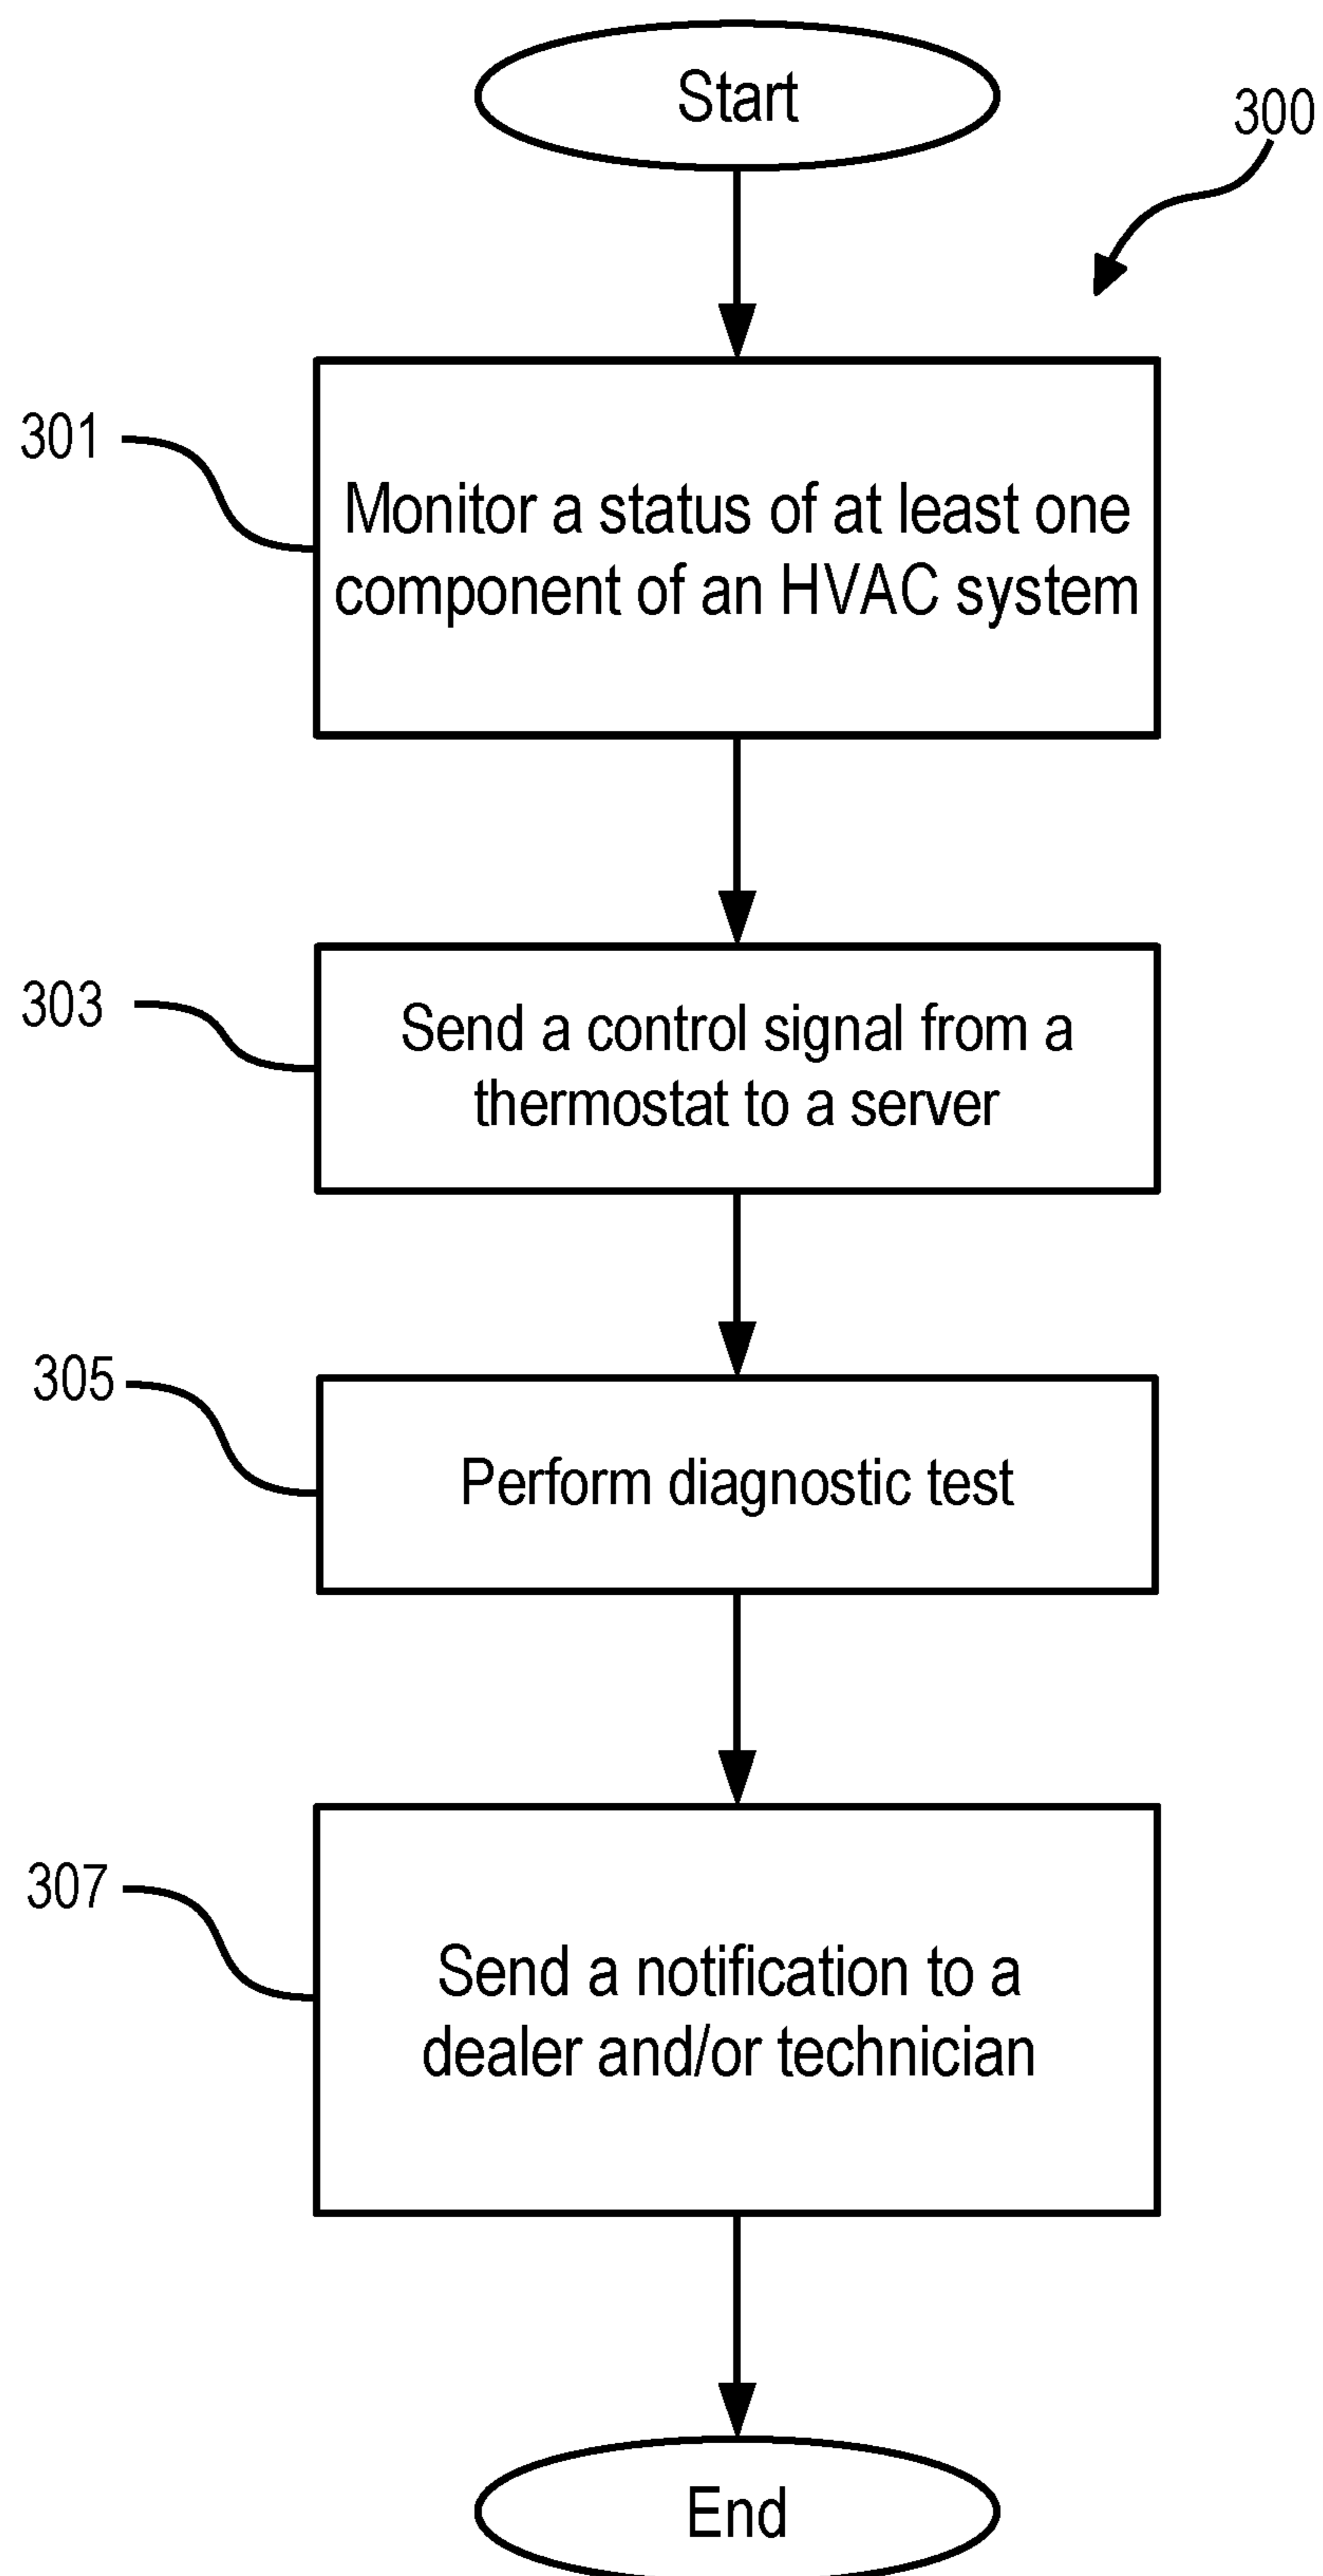 Start
300
301
Monitor a status of at least one
component of an HVAC system
303
Send a control signal from a
thermostat to a server
305
Perform diagnostic test
307
Send a notification to a
dealer and/or technician
End